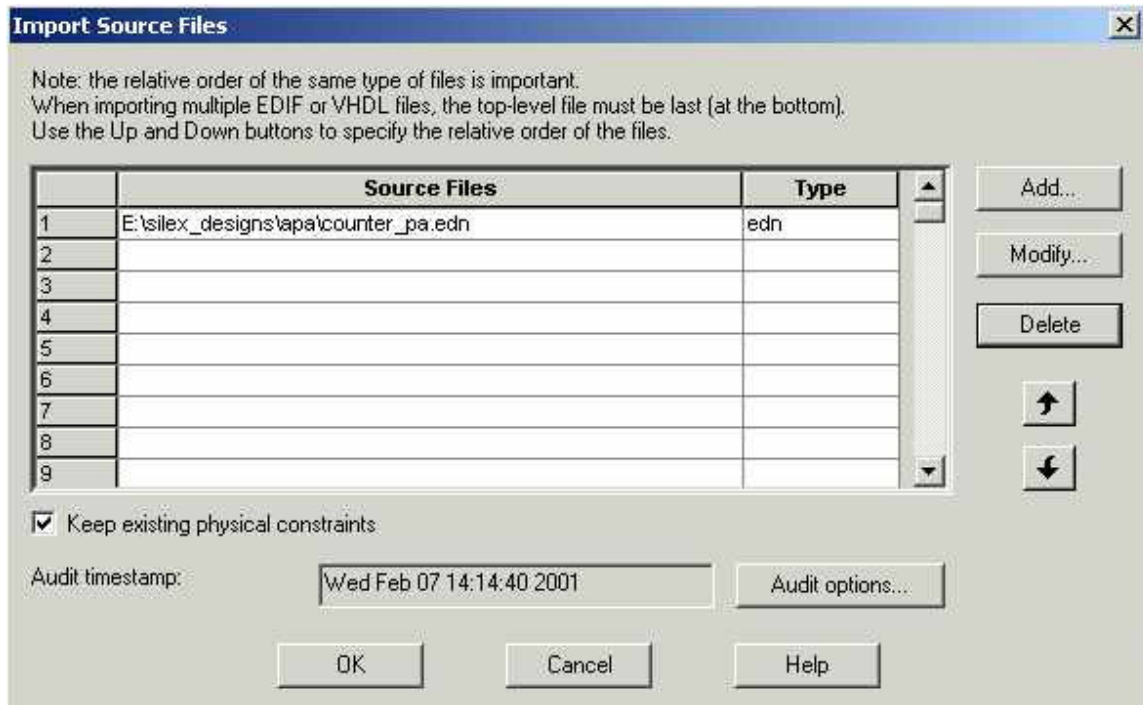 Import Source Files
Note: the relative order of the same type of files is important.
When importing multiple EDIF or VHDL files, the top-level file must be last (at the bottom).
Use the Up and Down buttons to specify the relative order of the files.
Source Files Type
1 E:\silex_designs\apa\counter_pa.edn edn
2
3
4
5
6
7
8
9
Add...
Modify...
Delete
Keep existing physical constraints
Audit timestamp: Wed Feb 07 14:14:40 2001 Audit options...
OK Cancel Help